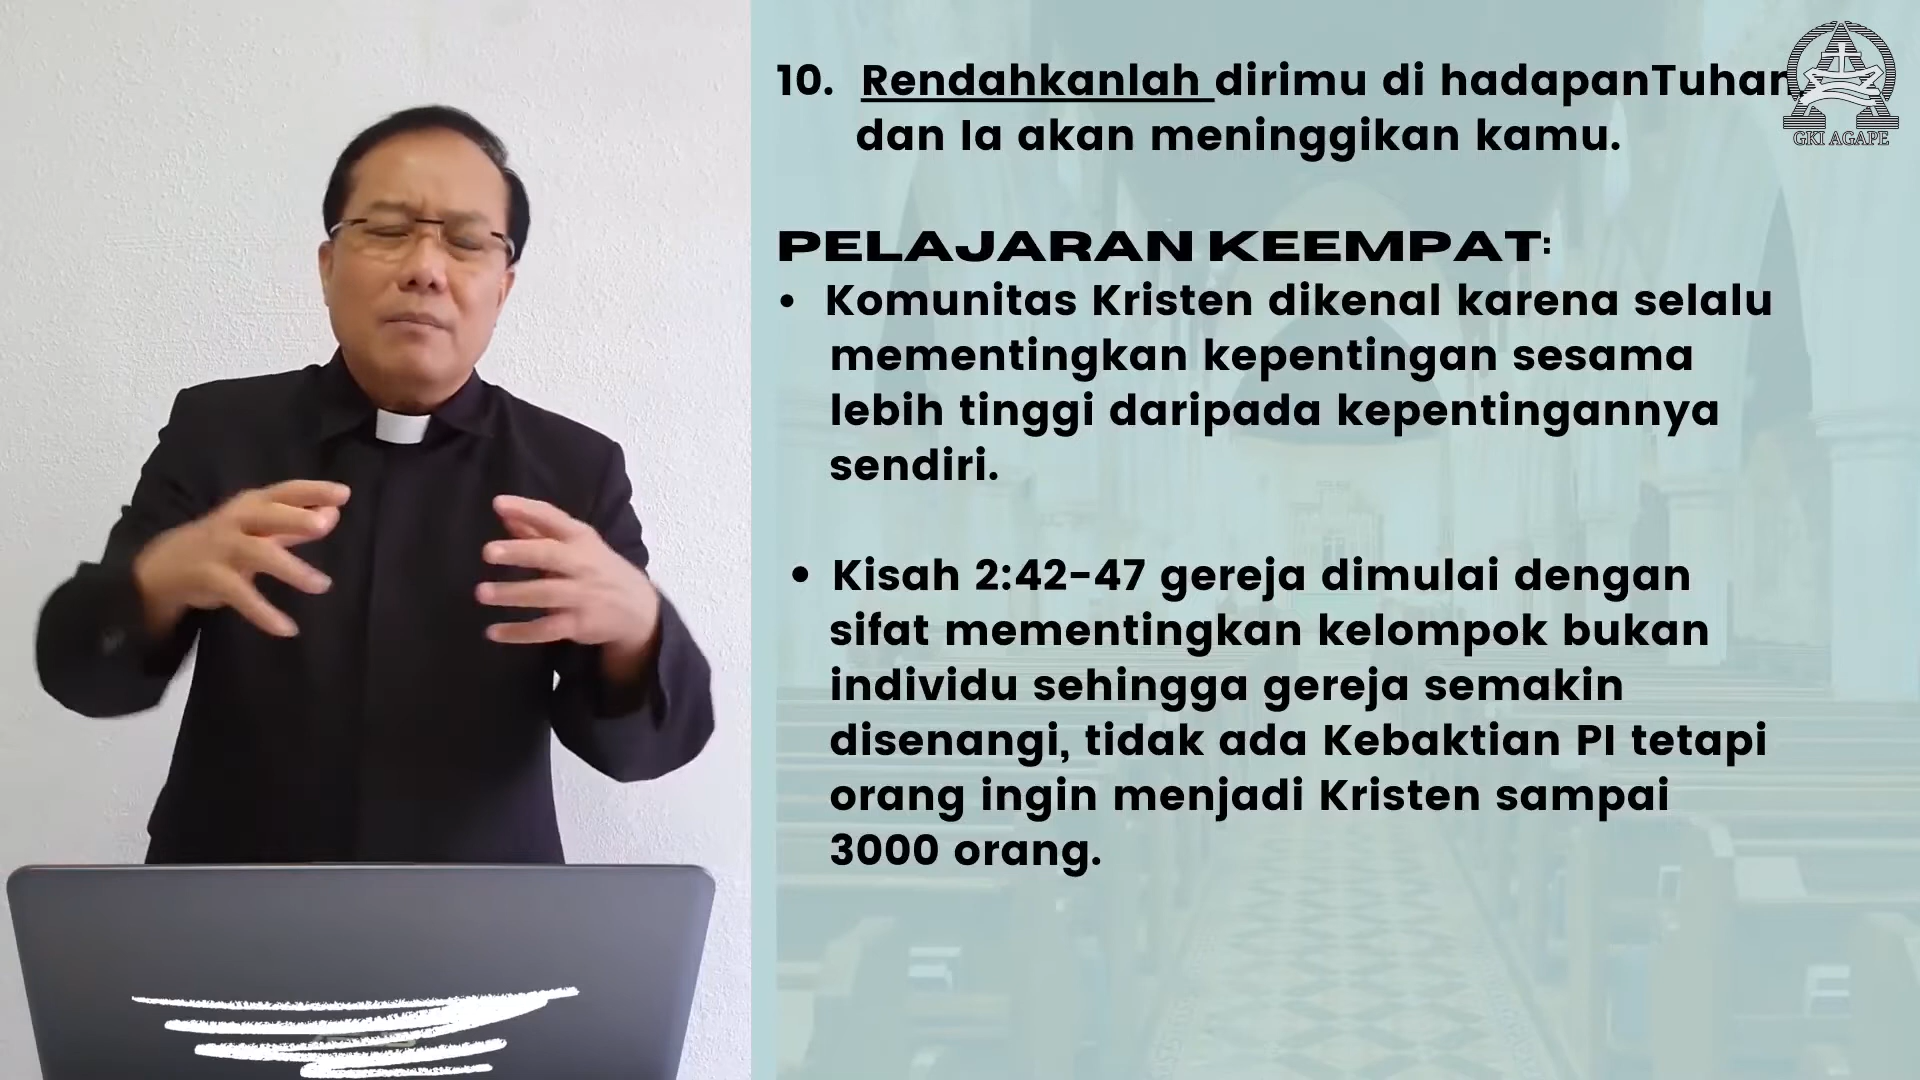 10. Rendahkanlah dirimu di hadapanTuhan,
dan Ia akan meninggikan kamu.
GKI AGAPE
PELAJARAN KEEMPAT:
• Komunitas Kristen dikenal karena selalu
mementingkan kepentingan sesama
lebih tinggi daripada kepentingannya
sendiri.
• Kisah 2:42-47 gereja dimulai dengan
sifat mementingkan kelompok bukan
individu sehingga gereja semakin
disenangi, tidak ada Kebaktian PI tetapi
orang ingin menjadi Kristen sampai
3000 orang.